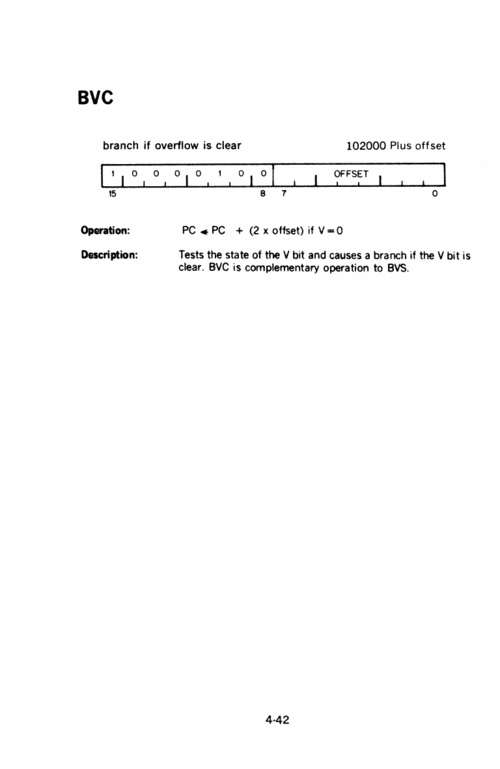 BVC
branch if overflow is clear 102000 Plus offset
1 0 0 0 0 1 0 0 OFFSET
15 8 7 0
Operation: PC ◄ PC + (2 x offset) if V=0
Description: Tests the state of the V bit and causes a branch if the V bit is
clear. BVC is complementary operation to BVS.
4-42